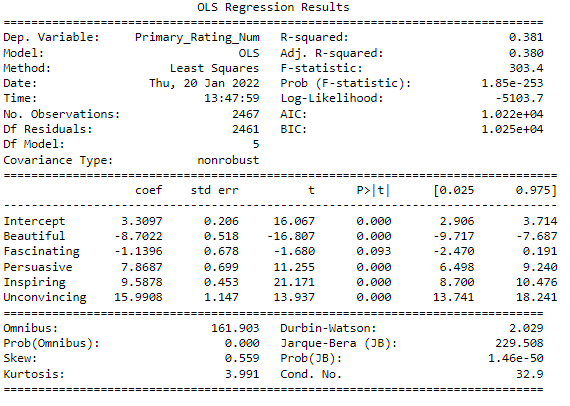 OLS Regression Results
==============================================================================
Dep. Variable: Primary_Rating_Num R-squared: 0.381
Model: OLS Adj. R-squared: 0.380
Method: Least Squares F-statistic: 303.4
Date: Thu, 20 Jan 2022 Prob (F-statistic): 1.85e-253
Time: 13:47:59 Log-Likelihood: -5103.7
No. Observations: 2467 AIC: 1.022e+04
Df Residuals: 2461 BIC: 1.025e+04
Df Model: 5
Covariance Type: nonrobust
================================================================================
coef std err t P>|t| [0.025 0.975]
--------------------------------------------------------------------------------
Intercept 3.3097 0.206 16.067 0.000 2.906 3.714
Beautiful -8.7022 0.518 -16.807 0.000 -9.717 -7.687
Fascinating -1.1396 0.678 -1.680 0.093 -2.470 0.191
Persuasive 7.8687 0.699 11.255 0.000 6.498 9.240
Inspiring 9.5878 0.453 21.171 0.000 8.700 10.476
Unconvincing 15.9908 1.147 13.937 0.000 13.741 18.241
==============================================================================
Omnibus: 161.903 Durbin-Watson: 2.029
Prob(Omnibus): 0.000 Jarque-Bera (JB): 229.508
Skew: 0.559 Prob(JB): 1.46e-50
Kurtosis: 3.991 Cond. No. 32.9
==============================================================================